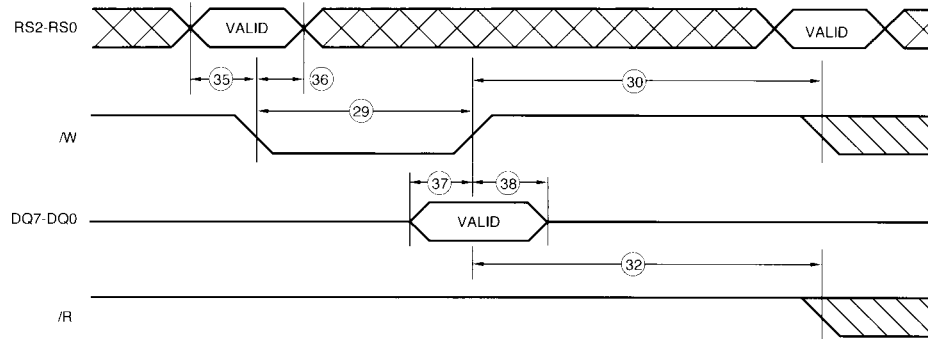 RS2-RS0 VALID VALID
35 36 30
29
/W
37 38
DQ7-DQ0 VALID
32
/R